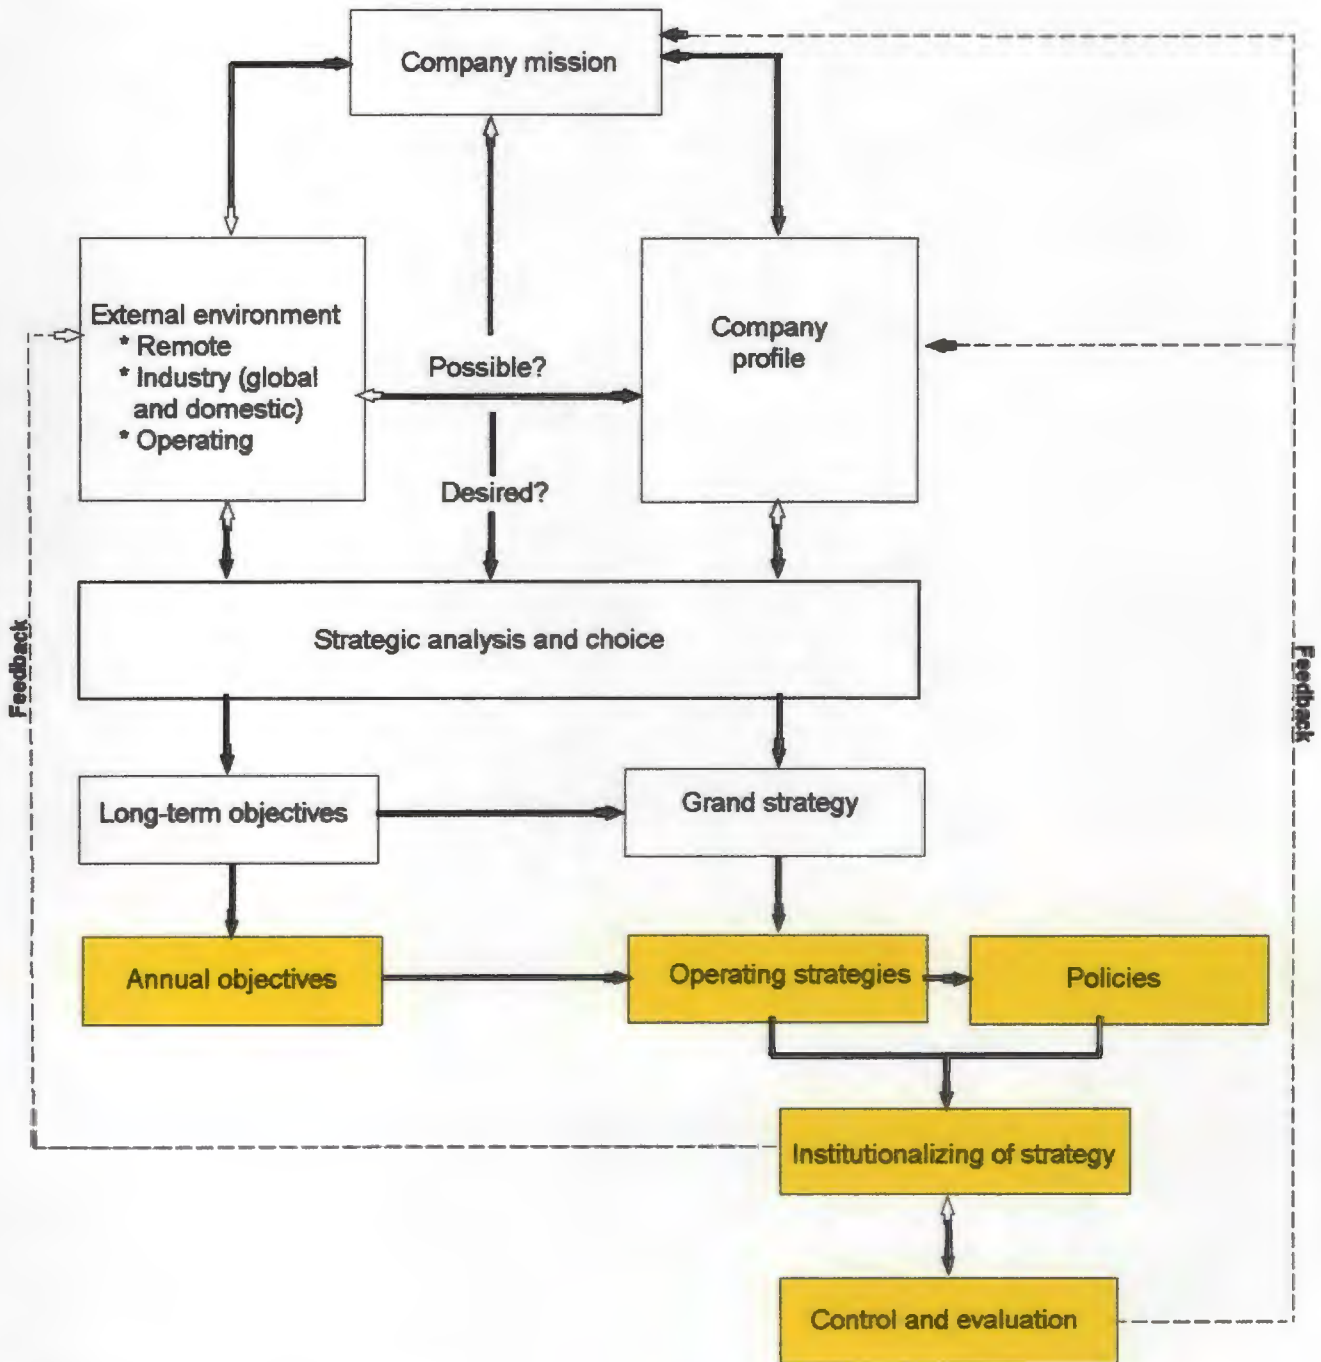 Company mission
External environment
* Remote
* Industry (global
and domestic)
* Operating
Possible?
Company
profile
Desired?
Strategic analysis and choice
Feedback
Feedback
Long-term objectives
Grand strategy
Annual objectives
Operating strategies
Policies
Institutionalizing of strategy
Control and evaluation